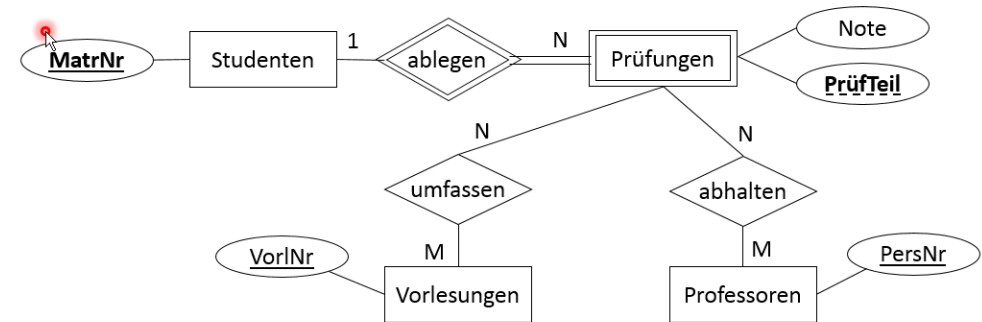 MatrNr
Studenten
1
ablegen
N
Prüfungen
Note
PrüfTeil
N
N
umfassen
abhalten
M
M
VorlNr
Vorlesungen
Professoren
PersNr